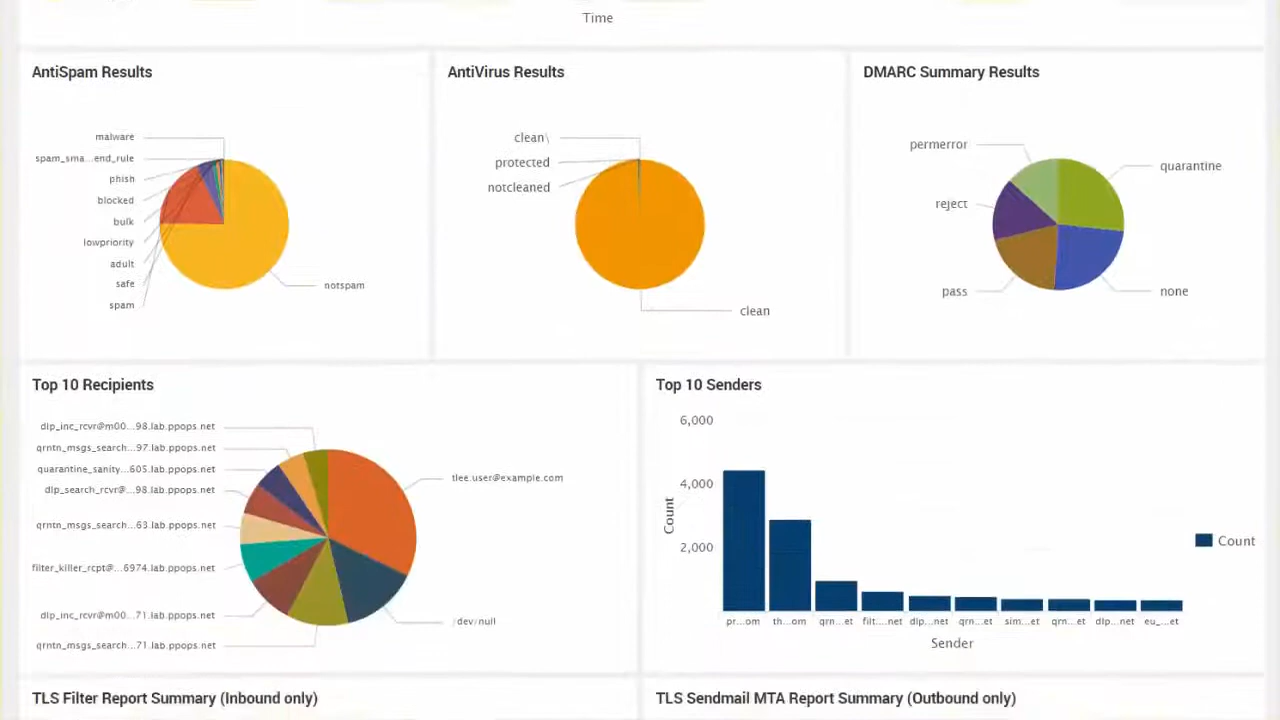 Time
AntiSpam Results
malware
spam_sma...end_rule
phish
blocked
bulk
lowpriority
adult
safe
spam
notspam
AntiVirus Results
clean\
protected
notcleaned
clean
DMARC Summary Results
permerror
reject
pass
quarantine
none
Top 10 Recipients
dlp_inc_rcvr@m00...98.lab.ppops.net
qrntn_msgs_search...97.lab.ppops.net
quarantine_sanity...605.lab.ppops.net
dlp_search_rcvr@...98.lab.ppops.net
qrntn_msgs_search...63.lab.ppops.net
filter_killer_rcpt@...6974.lab.ppops.net
dlp_inc_rcvr@m00...71.lab.ppops.net
qrntn_msgs_search...71.lab.ppops.net
tlee.user@example.com
/dev/null
Top 10 Senders
6,000
4,000
2,000
Count
pr...om th...om qrn...et filt....net dlp...net qrn...et sim...et qrn...et dlp...net eu_...et
Sender
Count
TLS Filter Report Summary (Inbound only)
TLS Sendmail MTA Report Summary (Outbound only)